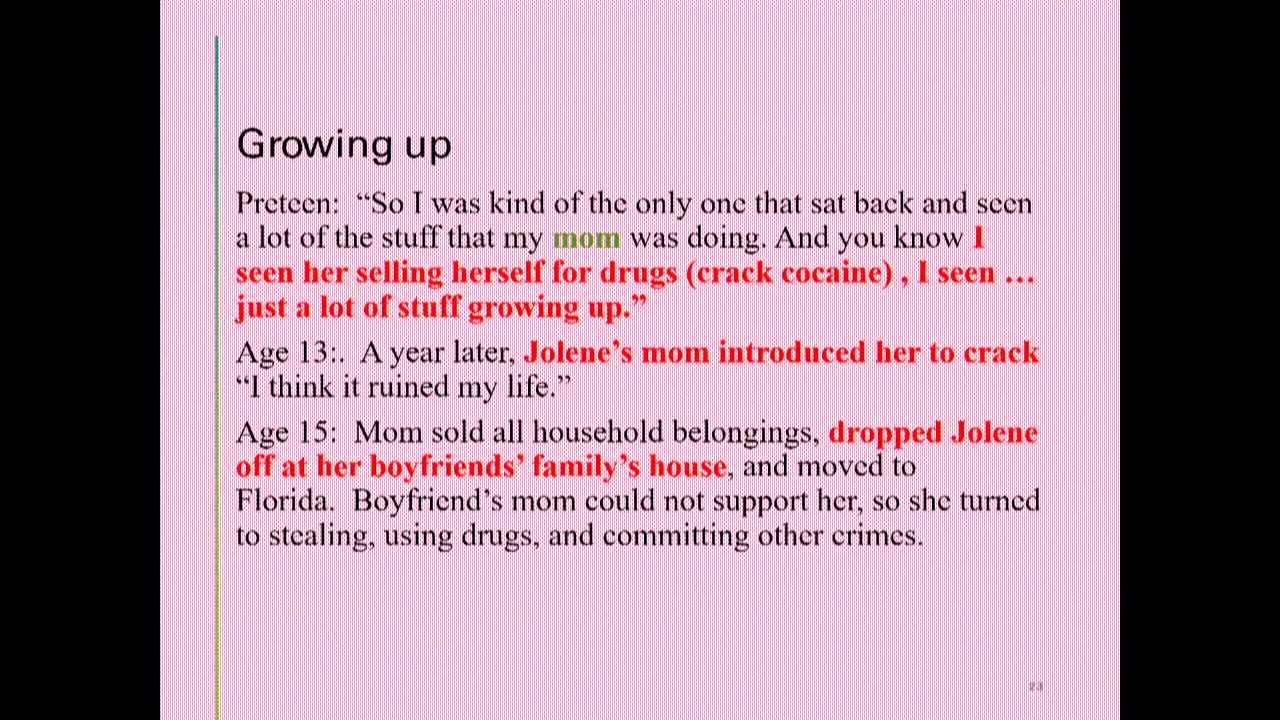 Growing up
Preteen:  “So I was kind of the only one that sat back and seen
a lot of the stuff that my mom was doing. And you know I
seen her selling herself for drugs (crack cocaine) , I seen …
just a lot of stuff growing up.”
Age 13:.  A year later, Jolene’s mom introduced her to crack
“I think it ruined my life.”
Age 15:  Mom sold all household belongings, dropped Jolene
off at her boyfriends’ family’s house, and moved to
Florida.  Boyfriend’s mom could not support her, so she turned
to stealing, using drugs, and committing other crimes.
23